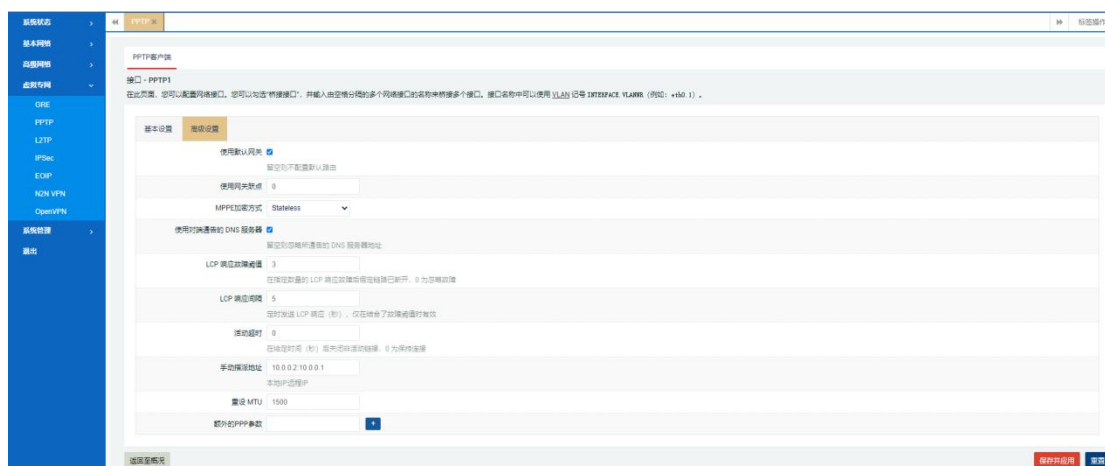 系统状态
基本网络
高级网络
虚拟专网
GRE
PPTP
L2TP
IPSec
EOIP
N2N VPN
OpenVPN
系统管理
退出
PPTP
标签操作
PPTP客户端
接口 - PPTP1
在此页面，您可以配置网络接口。您可以勾选“桥接接口”，并输入由空格分隔的多个网络接口的名称来桥接多个接口。接口名称中可以使用 VLAN 记号 INTERFACE.VLANNR（例如：eth0.1）。
基本设置 高级设置
使用默认网关
留空则不配置默认路由
使用网关跃点 0
MPPE加密方式 Stateless
使用对端通告的 DNS 服务器
留空则忽略所通告的 DNS 服务器地址
LCP 响应故障阈值 3
在指定数量的 LCP 响应故障后假定链路已断开，0 为忽略故障
LCP 响应间隔 5
定时发送 LCP 响应（秒），仅在结合了故障阈值时有效
活动超时 0
在给定时间（秒）后关闭非活动链接，0 为保持连接
手动指派地址 10.0.0.2:10.0.0.1
本地IP:远程IP
重设 MTU 1500
额外的PPP参数 +
返回至概况
保存并应用 重置